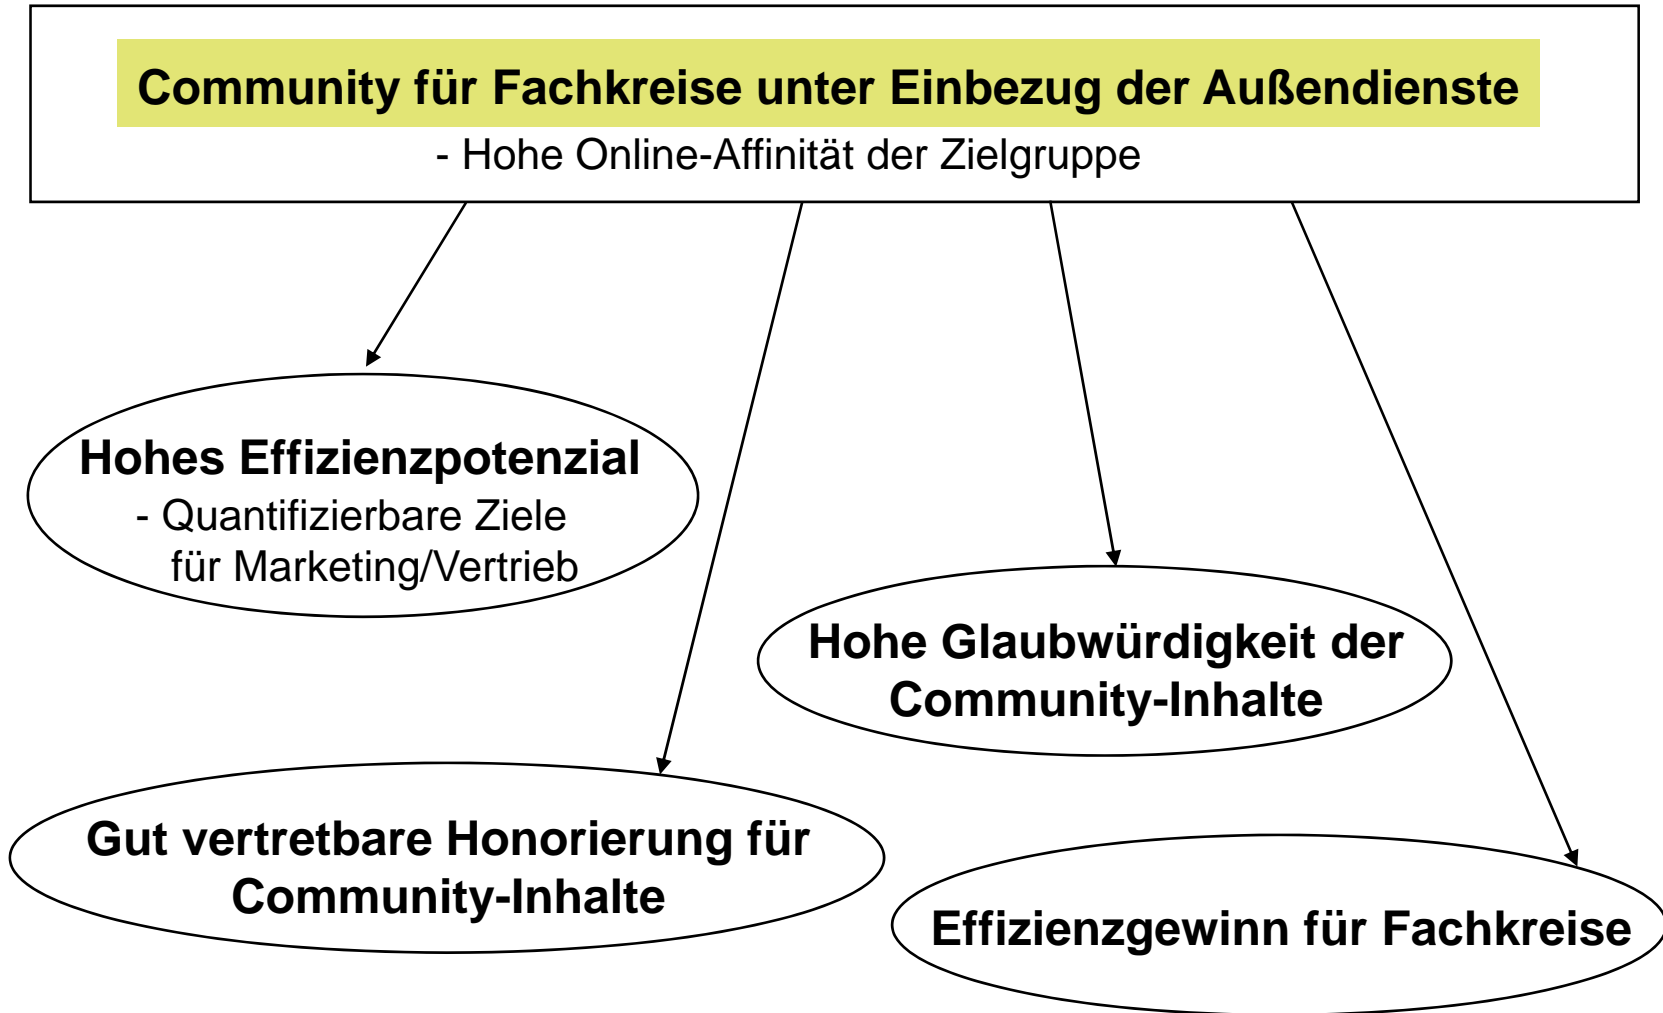 Community für Fachkreise unter Einbezug der Außendienste
- Hohe Online-Affinität der Zielgruppe
Hohes Effizienzpotenzial
- Quantifizierbare Ziele
für Marketing/Vertrieb
Hohe Glaubwürdigkeit der
Community-Inhalte
Gut vertretbare Honorierung für
Community-Inhalte
Effizienzgewinn für Fachkreise